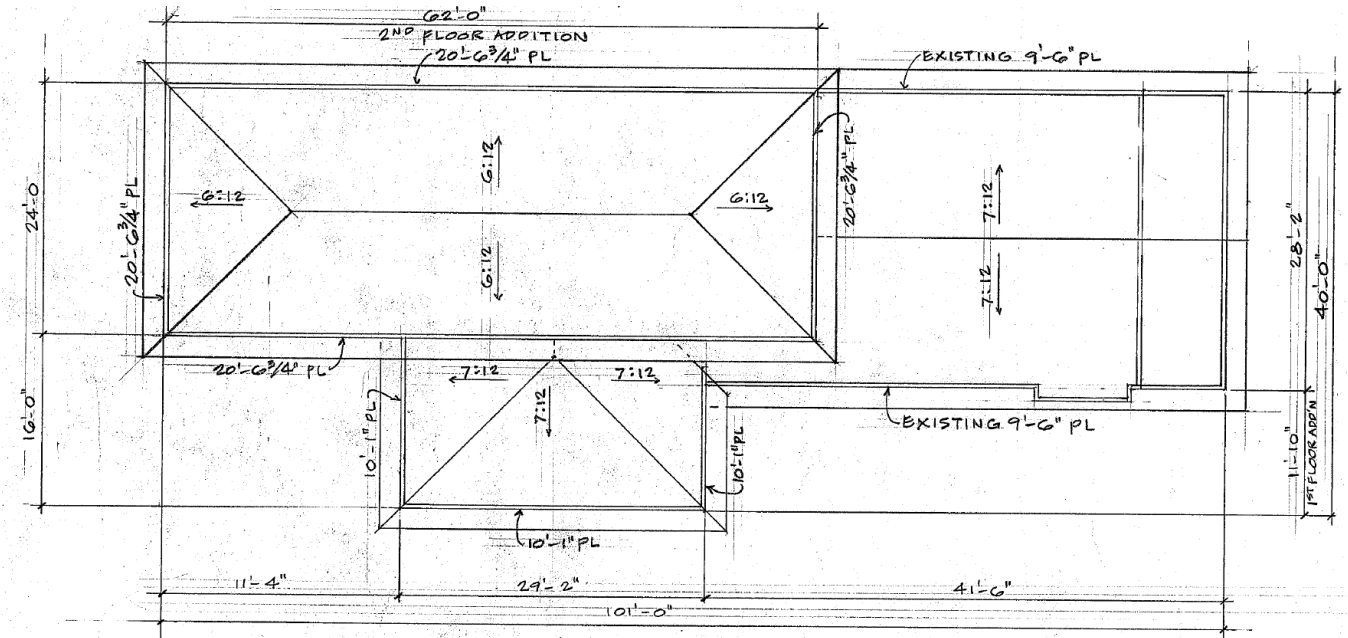 62'-0"
2ND FLOOR ADDITION
20'-6 3/4" PL
EXISTING 9'-6" PL
24'-0
20'-6 3/4" PL
6:12
6:12
6:12
6:12
20'-6 3/4" PL
7:12
7:12
28'-2"
40'-0"
20'-6 3/4" PL
7:12
7:12
7:12
16'-0"
10'-1" PL
10'-1" PL
EXISTING 9'-6" PL
11'-10"
1ST FLOOR ADD'N
10'-1" PL
11'-4"
29'-2"
41'-6"
101'-0"